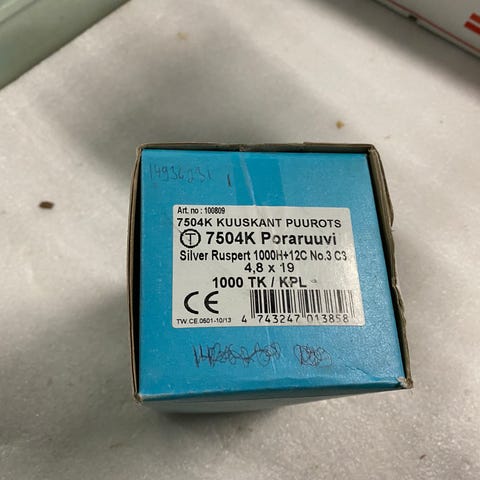 14936231
Art. no : 100809
7504K KUUSKANT PUUROTS
T 7504K Poraruuvi
Silver Ruspert 1000H+12C No.3 C3
4,8 x 19
1000 TK / KPL
CE
TW.CE.0601-10/13
4 743247 013858